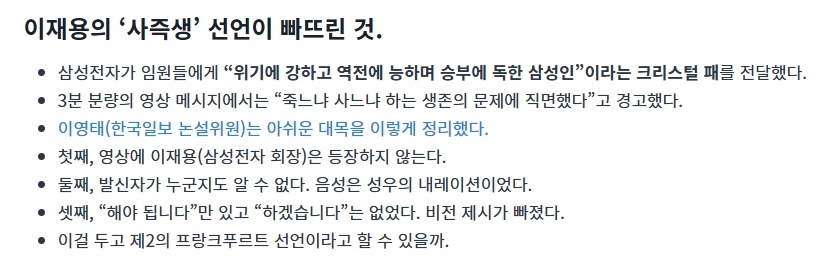 이재용의 ‘사즉생’ 선언이 빠뜨린 것.
삼성전자가 임원들에게 “위기에 강하고 역전에 능하며 승부에 독한 삼성인”이라는 크리스털 패를 전달했다.
3분 분량의 영상 메시지에서는 “죽느냐 사느냐 하는 생존의 문제에 직면했다”고 경고했다.
이영태(한국일보 논설위원)는 아쉬운 대목을 이렇게 정리했다.
첫째, 영상에 이재용(삼성전자 회장)은 등장하지 않는다.
둘째, 발신자가 누군지도 알 수 없다. 음성은 성우의 내레이션이었다.
셋째, “해야 됩니다”만 있고 “하겠습니다”는 없었다. 비전 제시가 빠졌다.
이걸 두고 제2의 프랑크푸르트 선언이라고 할 수 있을까.